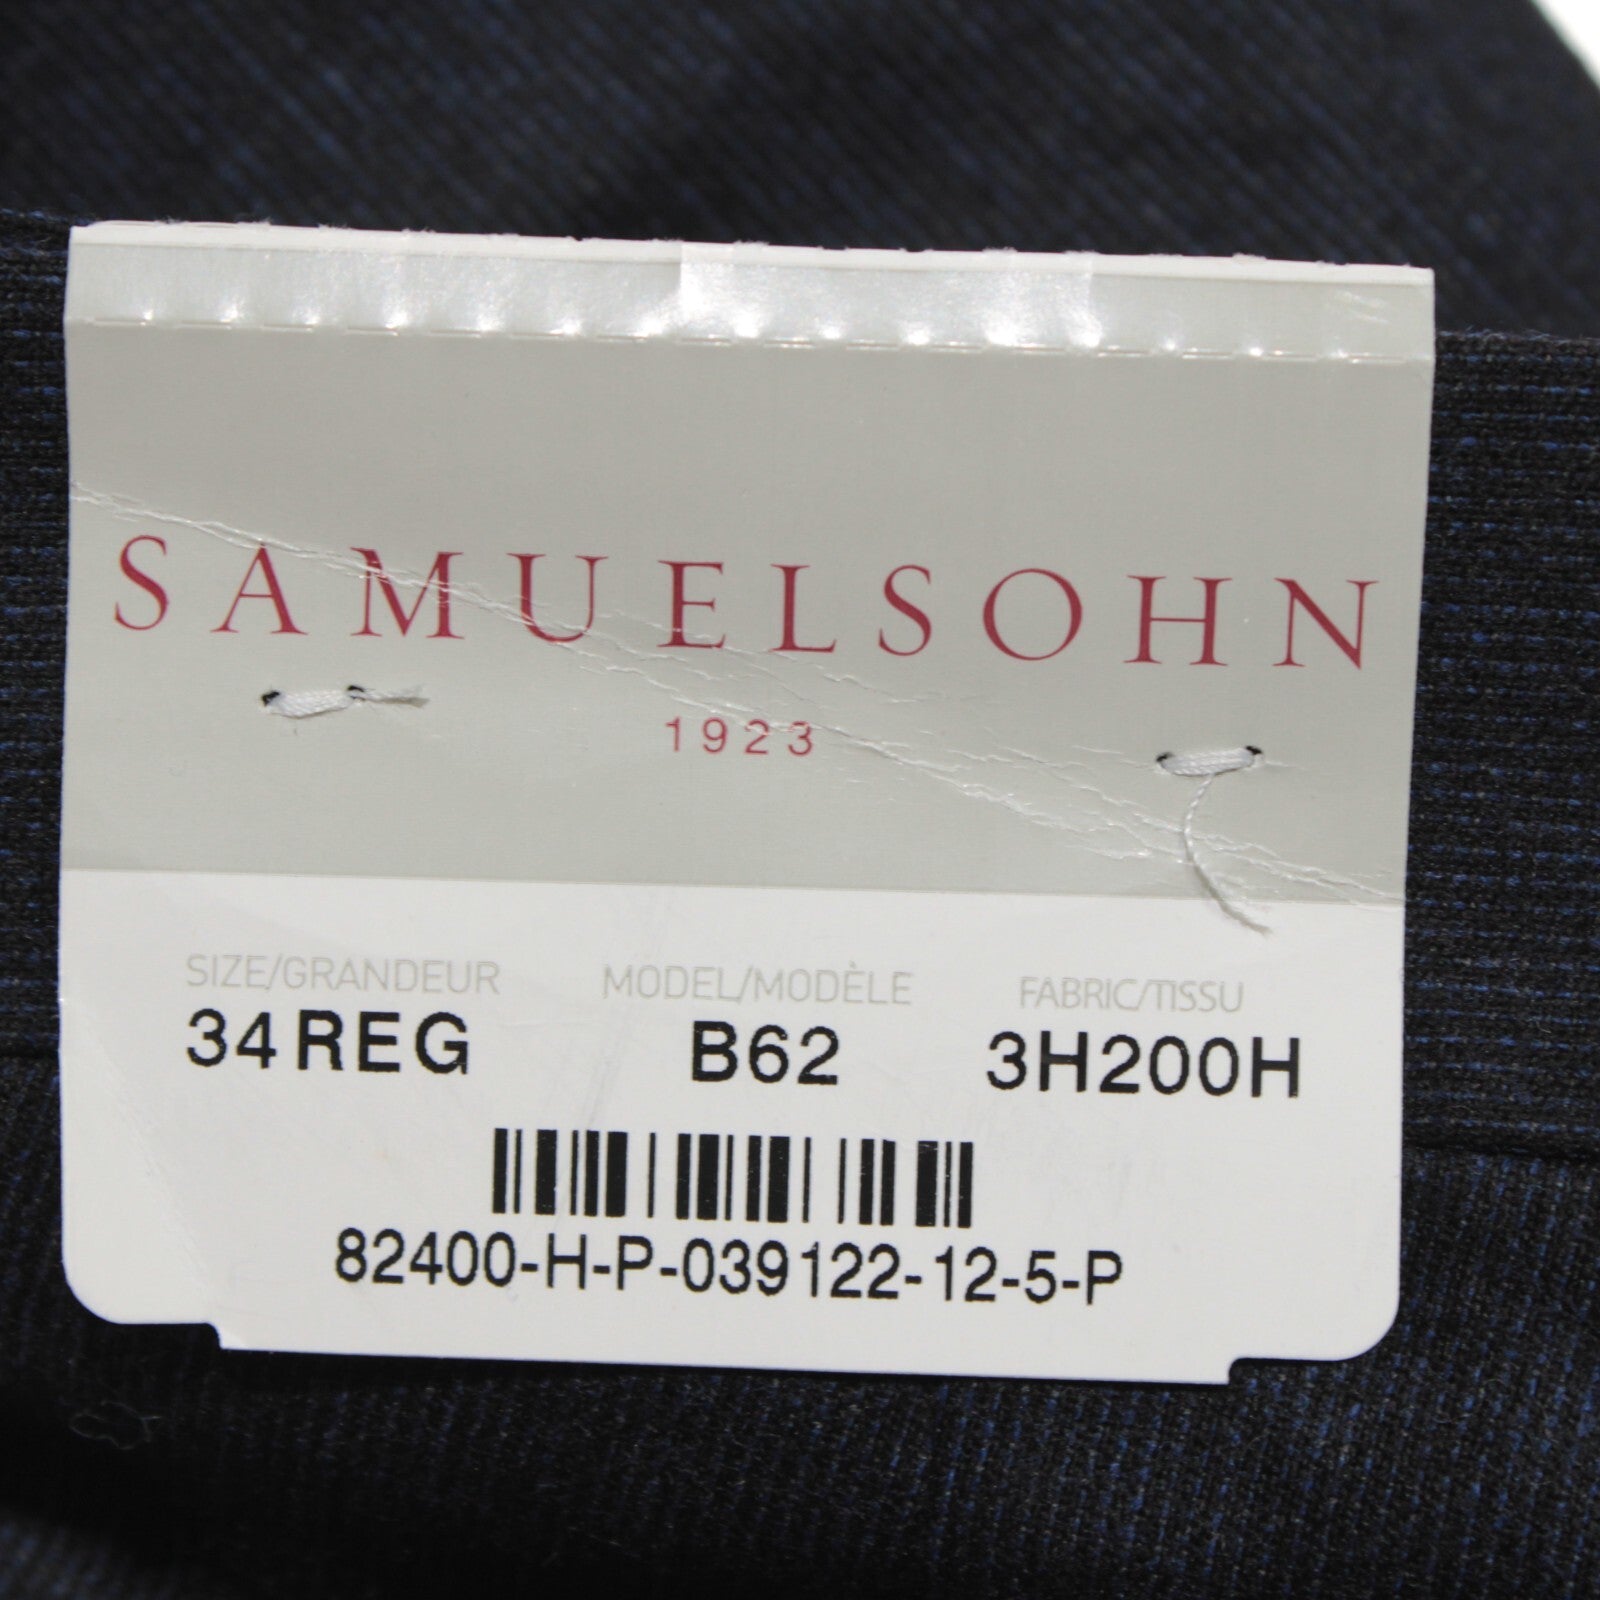 SAMUELSOHN
1923
SIZE/GRANDEUR MODEL/MODÈLE FABRIC/TISSU
34REG B62 3H200H
82400-H-P-039122-12-5-P